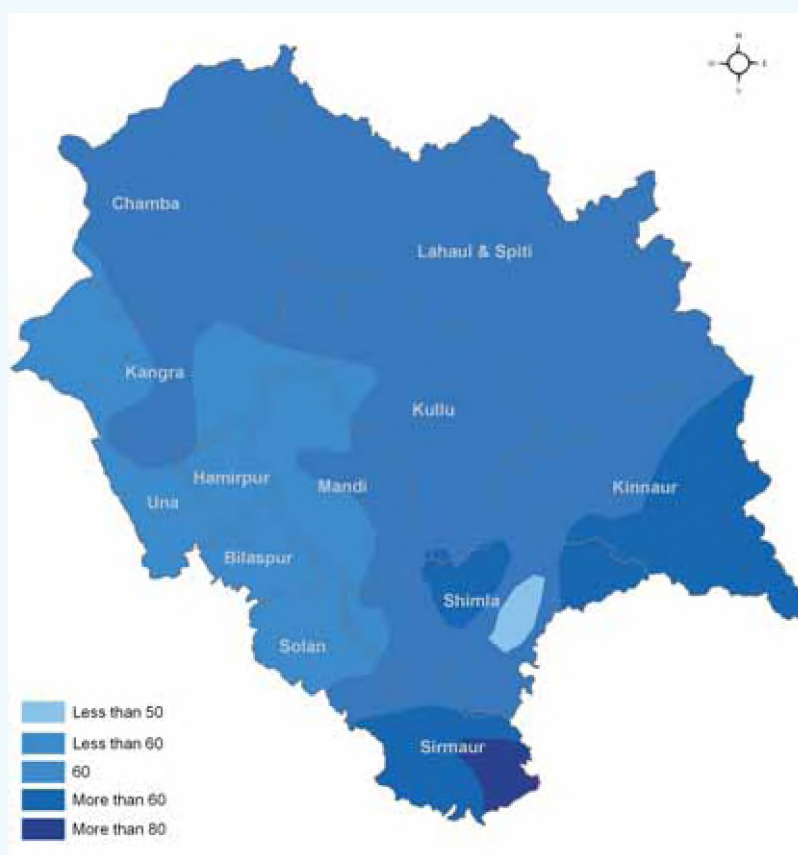 Chamba
Lahaul & Spiti
Kangra
Kullu
Hamirpur
Mandi
Kinnaur
Una
Bilaspur
Shimla
Solan
Sirmaur
Less than 50
Less than 60
60
More than 60
More than 80